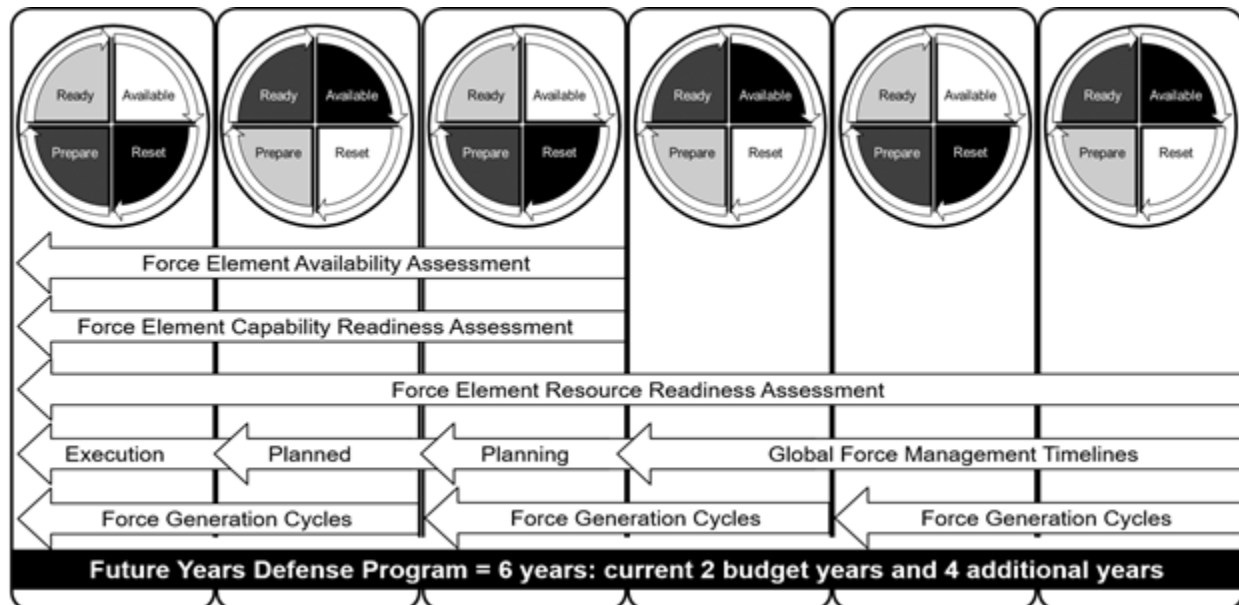 Ready Available
Prepare Reset
Ready Available
Prepare Reset
Ready Available
Prepare Reset
Ready Available
Prepare Reset
Ready Available
Prepare Reset
Ready Available
Prepare Reset
Force Element Availability Assessment
Force Element Capability Readiness Assessment
Force Element Resource Readiness Assessment
Execution
Planned
Planning
Global Force Management Timelines
Force Generation Cycles
Force Generation Cycles
Force Generation Cycles
Future Years Defense Program = 6 years: current 2 budget years and 4 additional years